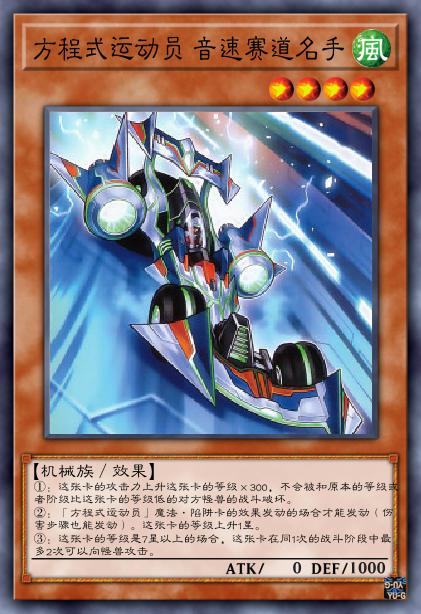 方程式运动员 音速赛道名手 風
【机械族／效果】
①：这张卡的攻击力上升这张卡的等级×300，不会被和原本的等级或
者阶级比这张卡的等级低的对方怪兽的战斗破坏。
②：「方程式运动员」魔法·陷阱卡的效果发动的场合才能发动（伤
害步骤也能发动）。这张卡的等级上升1星。
③：这张卡的等级是7星以上的场合，这张卡在同1次的战斗阶段中最
多2次可以向怪兽攻击。
ATK/ 0 DEF/1000